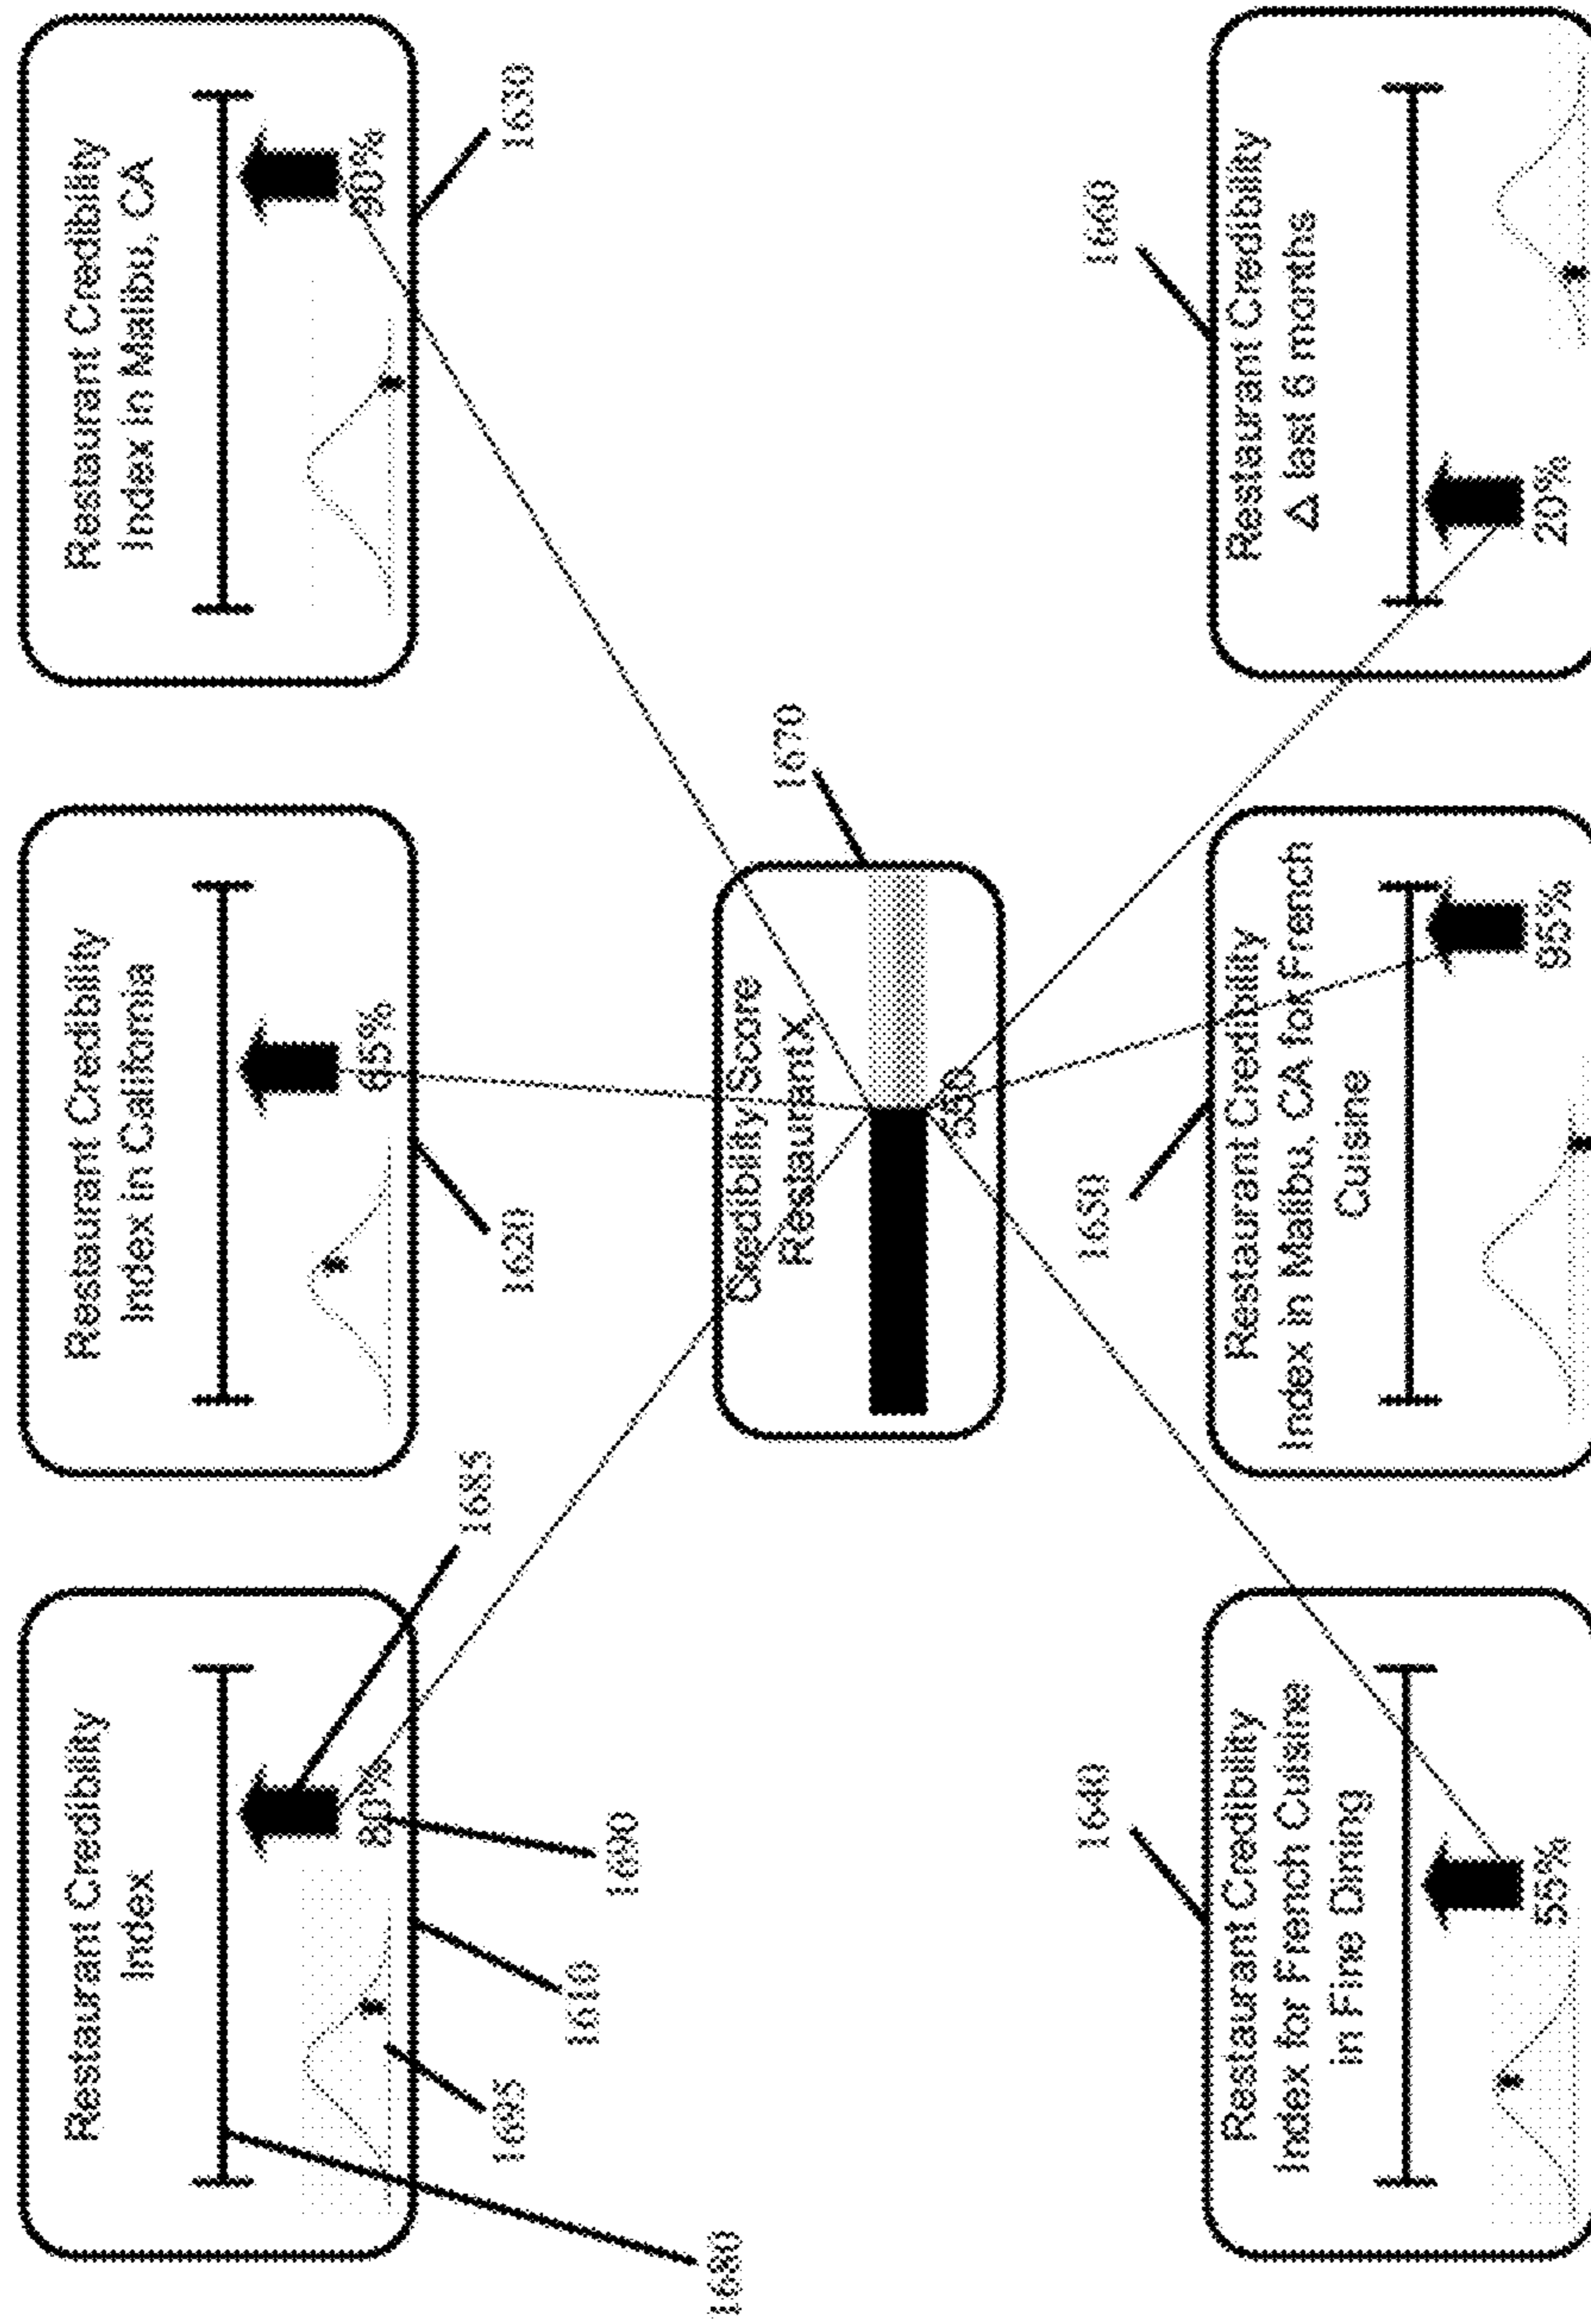 Restaurant Credibility
Index
80%
1680
1695
1610
1690
1685
Restaurant Credibility
Index in California
65%
1620
Restaurant Credibility
Index in Malibu, CA
90%
1630
Credibility Score
RestaurantX
550
1670
Restaurant Credibility
Index for French Cuisine
in Fine Dining
55%
1640
Restaurant Credibility
Index in Malibu, CA for French
Cuisine
95%
1650
Restaurant Credibility
Δ last 6 months
20%
1660